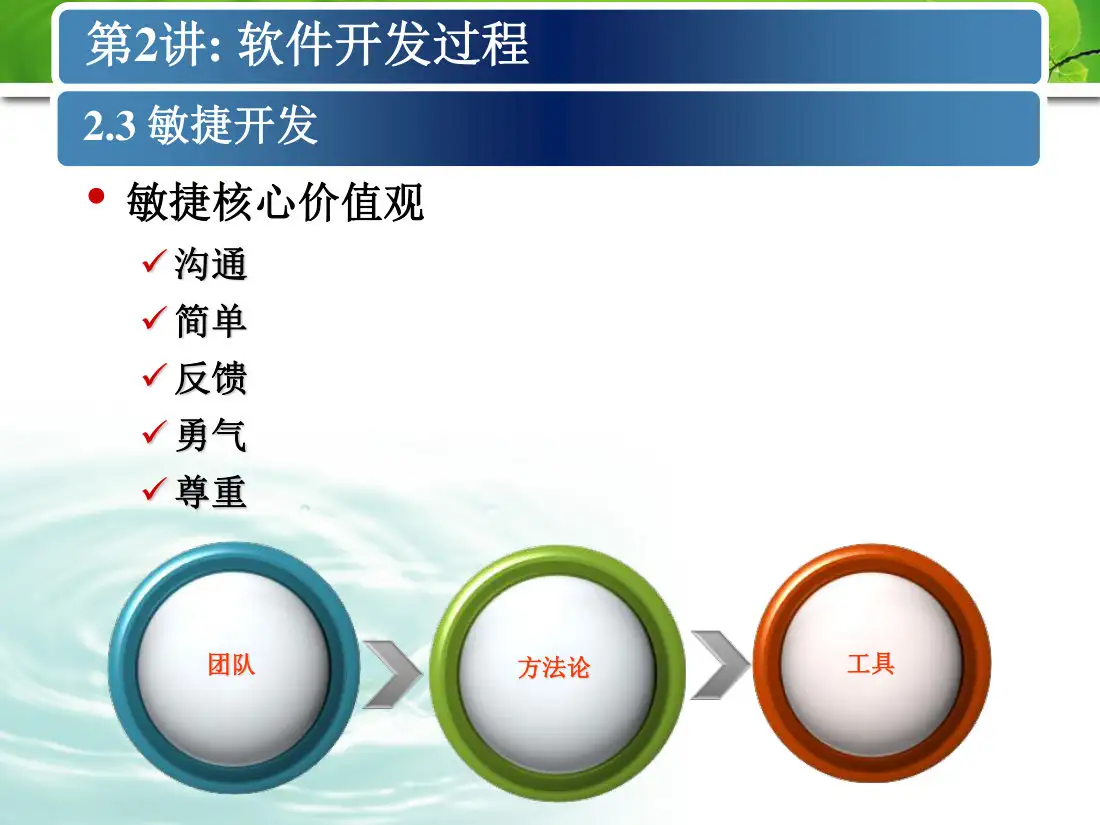 第2讲: 软件开发过程
2.3 敏捷开发
• 敏捷核心价值观
✓ 沟通
✓ 简单
✓ 反馈
✓ 勇气
✓ 尊重
团队
方法论
工具